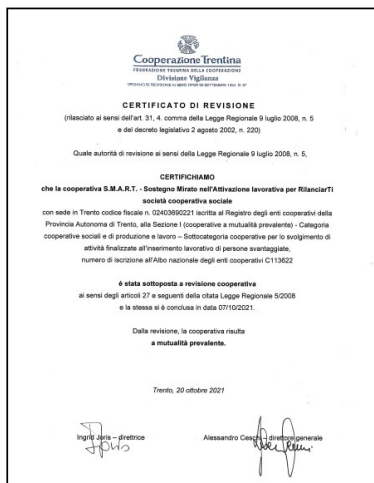 Cooperazione Trentina
FEDERAZIONE TRENTINA DELLA COOPERAZIONE
Divisione Vigilanza
CERTIFICATO DI REVISIONE
(rilasciato ai sensi dell'art. 31, 4. comma della Legge Regionale 9 luglio 2008, n. 5
e del decreto legislativo 2 agosto 2002, n. 220)
Quale autorità di revisione ai sensi della Legge Regionale 9 luglio 2008, n. 5,
CERTIFICHIAMO
che la cooperativa S.M.A.R.T. - Sostegno Mirato nell'Attivazione lavorativa per RilanciarTi
società cooperativa sociale
con sede in Trento codice fiscale n. 02403690221 iscritta al Registro degli enti cooperativi della
Provincia Autonoma di Trento, alla Sezione I (cooperative a mutualità prevalente) - Categoria
cooperative sociali e di produzione e lavoro – Sottocategoria cooperative per lo svolgimento di
attività finalizzate all'inserimento lavorativo di persone svantaggiate,
numero di iscrizione all'Albo nazionale degli enti cooperativi C113622
è stata sottoposta a revisione cooperativa
ai sensi degli articoli 27 e seguenti della citata Legge Regionale 5/2008
e la stessa si è conclusa in data 07/10/2021.
Dalla revisione, la cooperativa risulta
a mutualità prevalente.
Trento, 20 ottobre 2021
Ingrid Joris – direttrice
Alessandro Ceschi – direttore generale